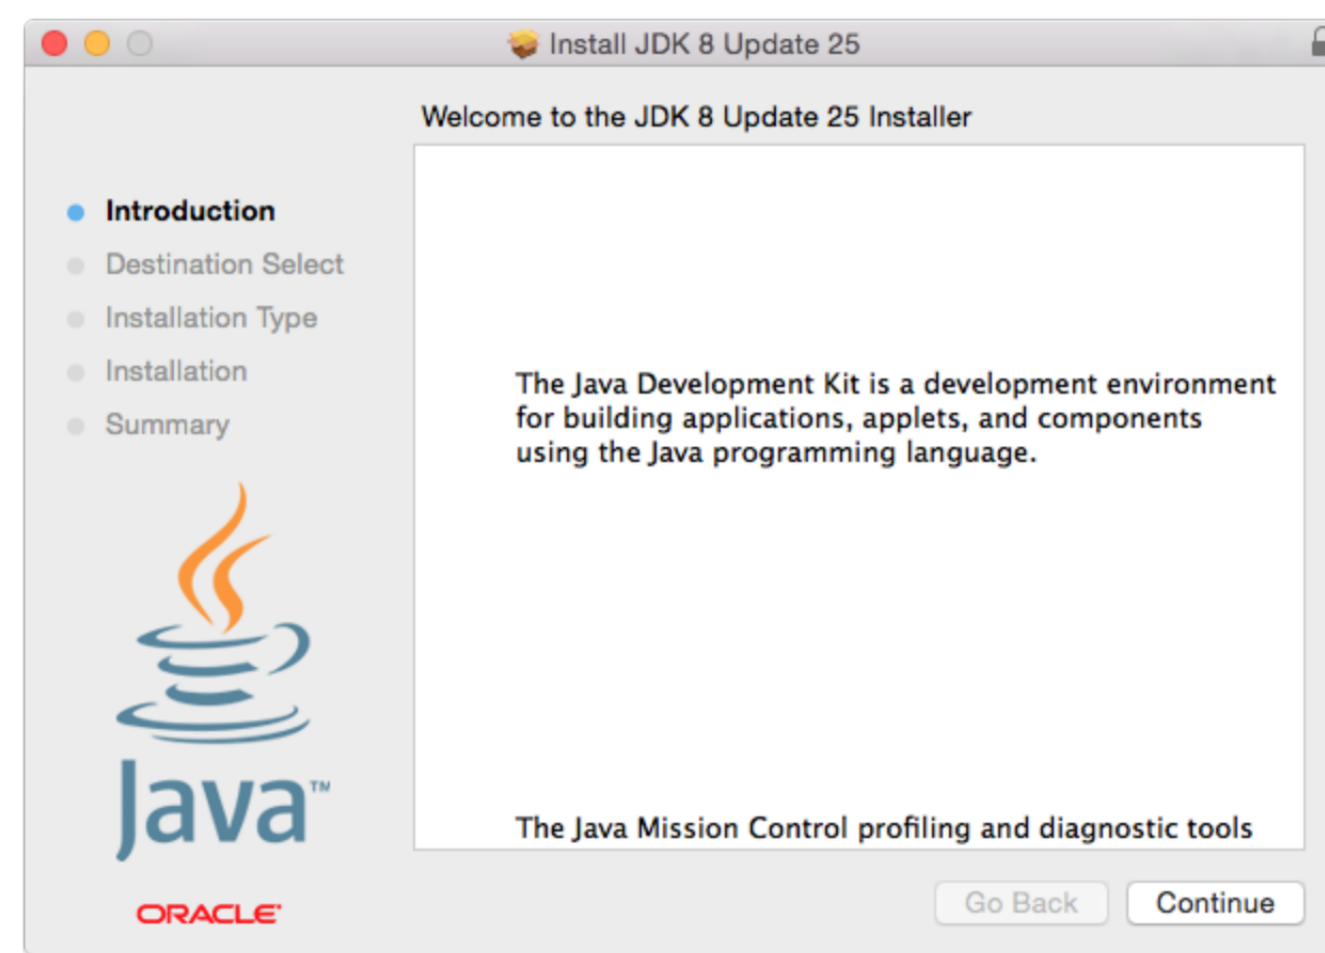 Install JDK 8 Update 25
Welcome to the JDK 8 Update 25 Installer
Introduction
Destination Select
Installation Type
Installation
Summary
The Java Development Kit is a development environment
for building applications, applets, and components
using the Java programming language.
The Java Mission Control profiling and diagnostic tools
Java™
ORACLE
Go Back
Continue